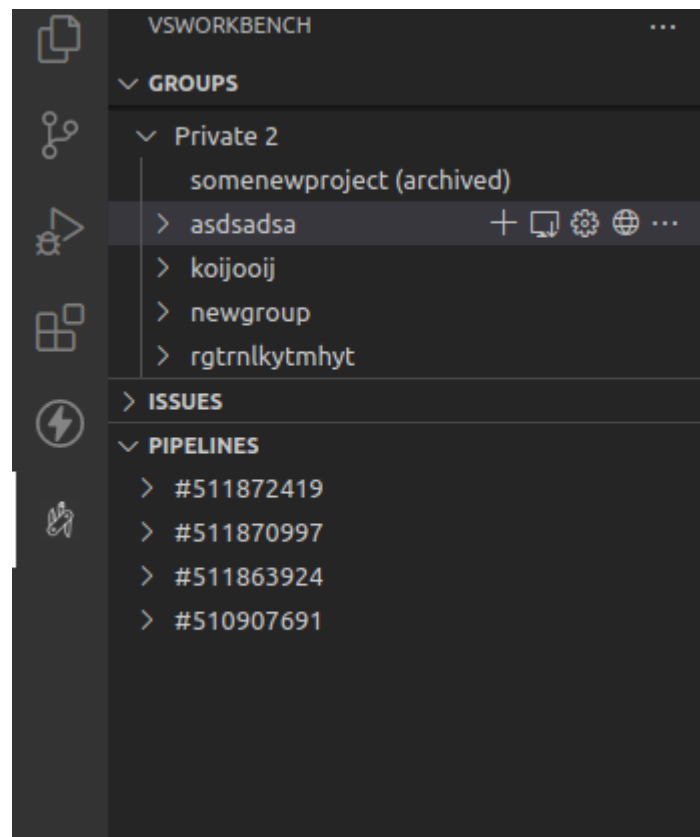 VSWORKBENCH
GROUPS
Private 2
somenewproject (archived)
asdsadsa
koijooij
newgroup
rgtrnlkytmhyt
ISSUES
PIPELINES
#511872419
#511870997
#511863924
#510907691